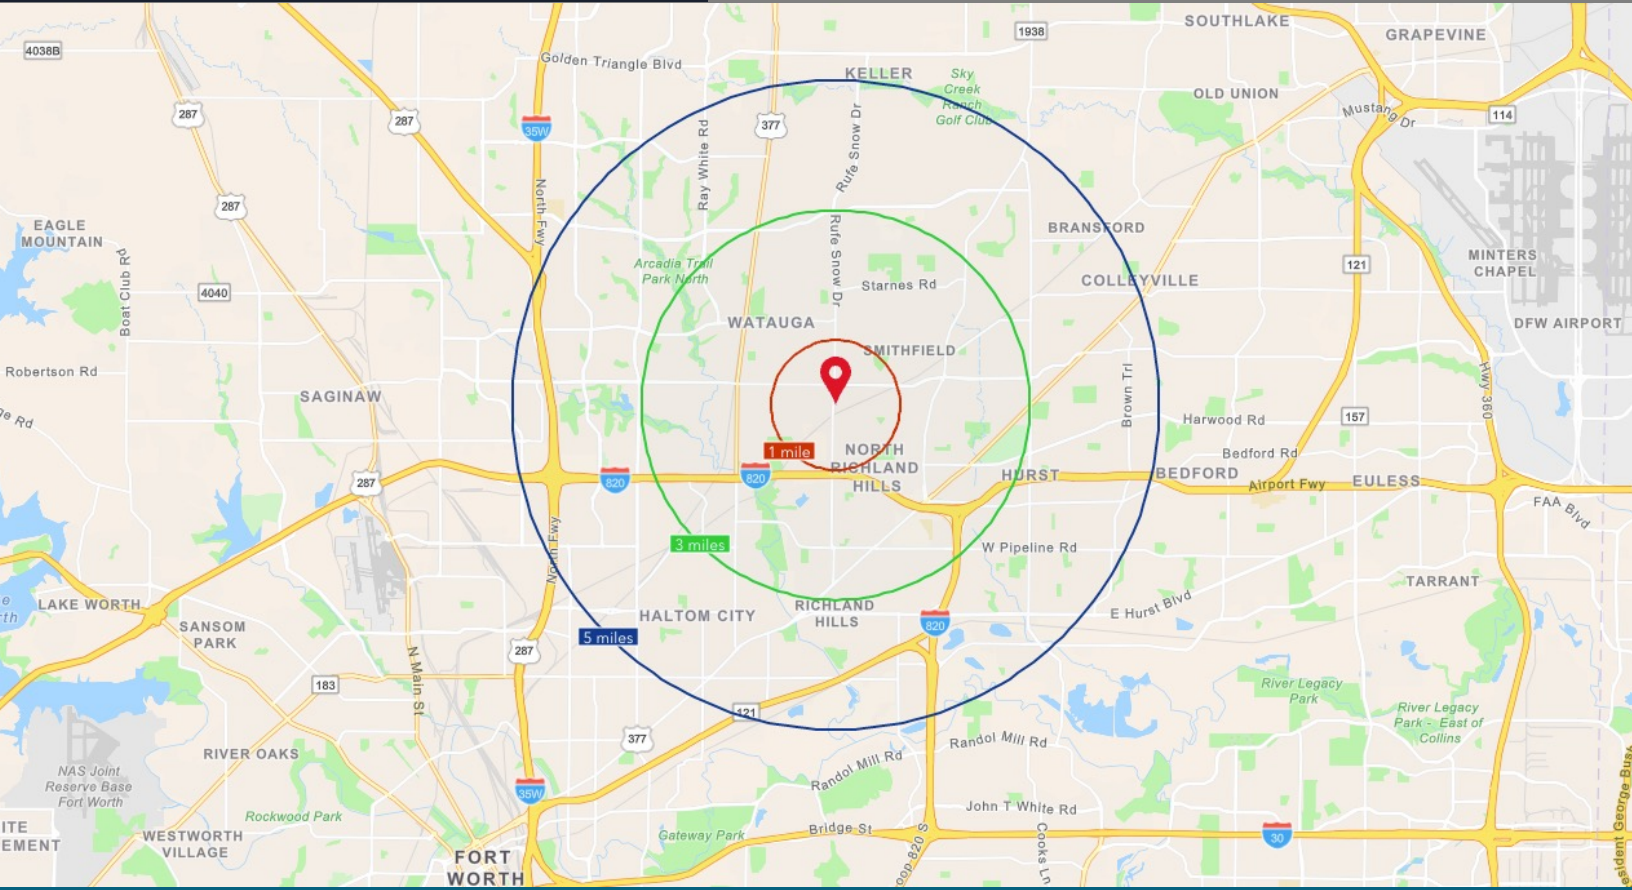 SOUTHLAKE
1938
GRAPEVINE
4038B
Golden Triangle Blvd
KELLER
Sky
Creek
Ranch
Golf Club
OLD UNION
Mustang Dr
114
287
287
35W
377
Ray White Rd
Rufe Snow Dr
287
North Fwy
EAGLE
MOUNTAIN
Boat Club Rd
Rufe Snow Dr
BRANSFORD
MINTERS
CHAPEL
121
Arcadia Trail
Park North
Starnes Rd
COLLEYVILLE
4040
WATAUGA
DFW AIRPORT
SMITHFIELD
Robertson Rd
SAGINAW
Brown Trl
Hwy 360
ge Rd
Harwood Rd
157
1 mile
NORTH
RICHLAND
HILLS
Bedford Rd
287
820
820
HURST
BEDFORD
Airport Fwy
EULESS
FAA Blvd
North Fwy
3 miles
W Pipeline Rd
TARRANT
LAKE WORTH
e
rth
HALTOM CITY
RICHLAND
HILLS
E Hurst Blvd
820
SANSOM
PARK
5 miles
287
N Main St
183
River Legacy
Park
River Legacy
Park - East of
Collins
121
377
RIVER OAKS
Randol Mill Rd
Randol Mill Rd
NAS Joint
Reserve Base
Fort Worth
35W
Rockwood Park
John T White Rd
ITE
EMENT
WESTWORTH
VILLAGE
Gateway Park
Bridge St
30
oop 820 S
Cooks Ln
esident George Bush
FORT
WORTH